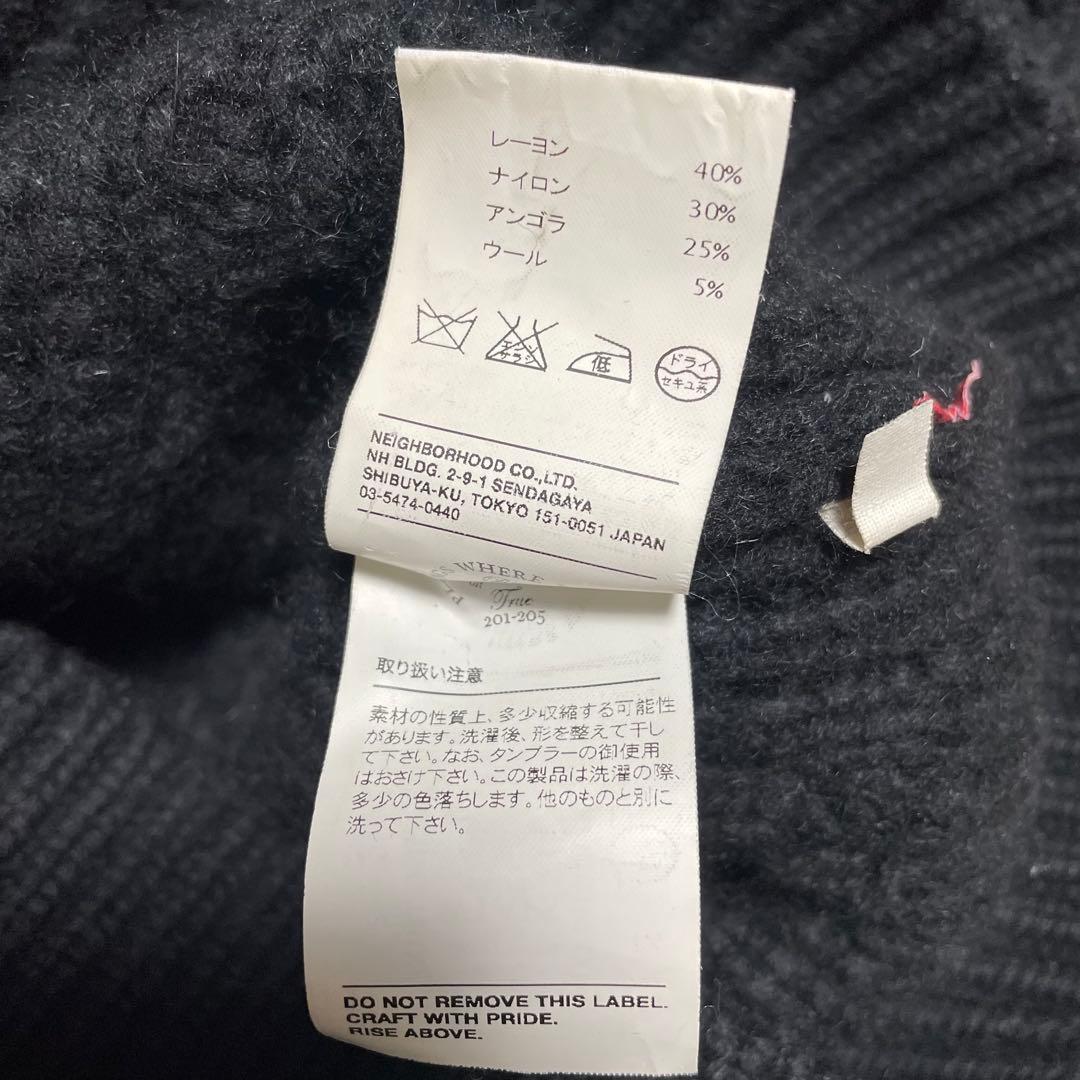 レーヨン 40%
ナイロン 30%
アンゴラ 25%
ウール 5%
エンソ
サラシ
低
ドライ
セキユ系
NEIGHBORHOOD CO.,LTD.
NH BLDG. 2-9-1 SENDAGAYA
SHIBUYA-KU, TOKYO 151-0051 JAPAN
03-5474-0440
WHERE
True
201-205
取り扱い注意
素材の性質上、多少収縮する可能性
があります。洗濯後、形を整えて干し
て下さい。なお、タンブラーの御使用
はおさけ下さい。この製品は洗濯の際、
多少の色落ちします。他のものと別に
洗って下さい。
DO NOT REMOVE THIS LABEL.
CRAFT WITH PRIDE.
RISE ABOVE.